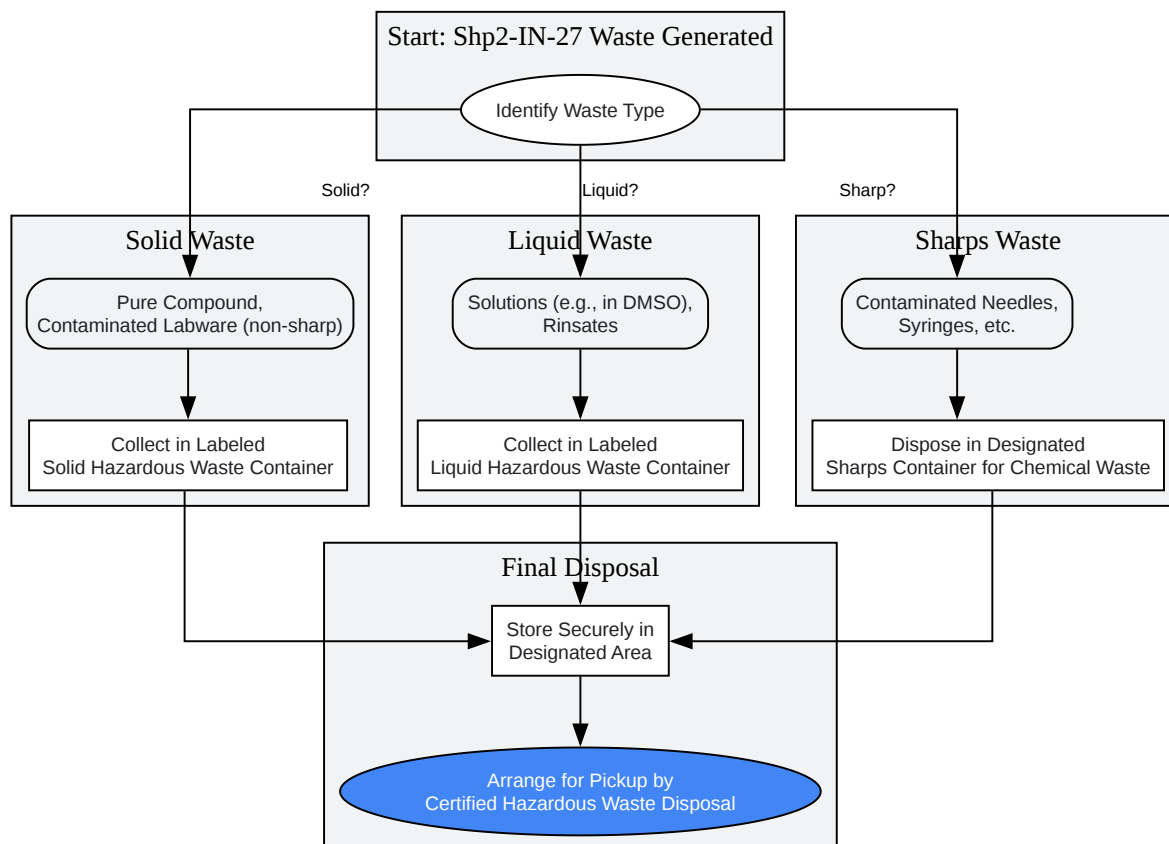 Start: Shp2-IN-27 Waste Generated
Identify Waste Type
Solid?
Liquid?
Sharp?
Solid Waste
Pure Compound,
Contaminated Labware (non-sharp)
Collect in Labeled
Solid Hazardous Waste Container
Liquid Waste
Solutions (e.g., in DMSO),
Rinsates
Collect in Labeled
Liquid Hazardous Waste Container
Sharps Waste
Contaminated Needles,
Syringes, etc.
Dispose in Designated
Sharps Container for Chemical Waste
Final Disposal
Store Securely in
Designated Area
Arrange for Pickup by
Certified Hazardous Waste Disposal